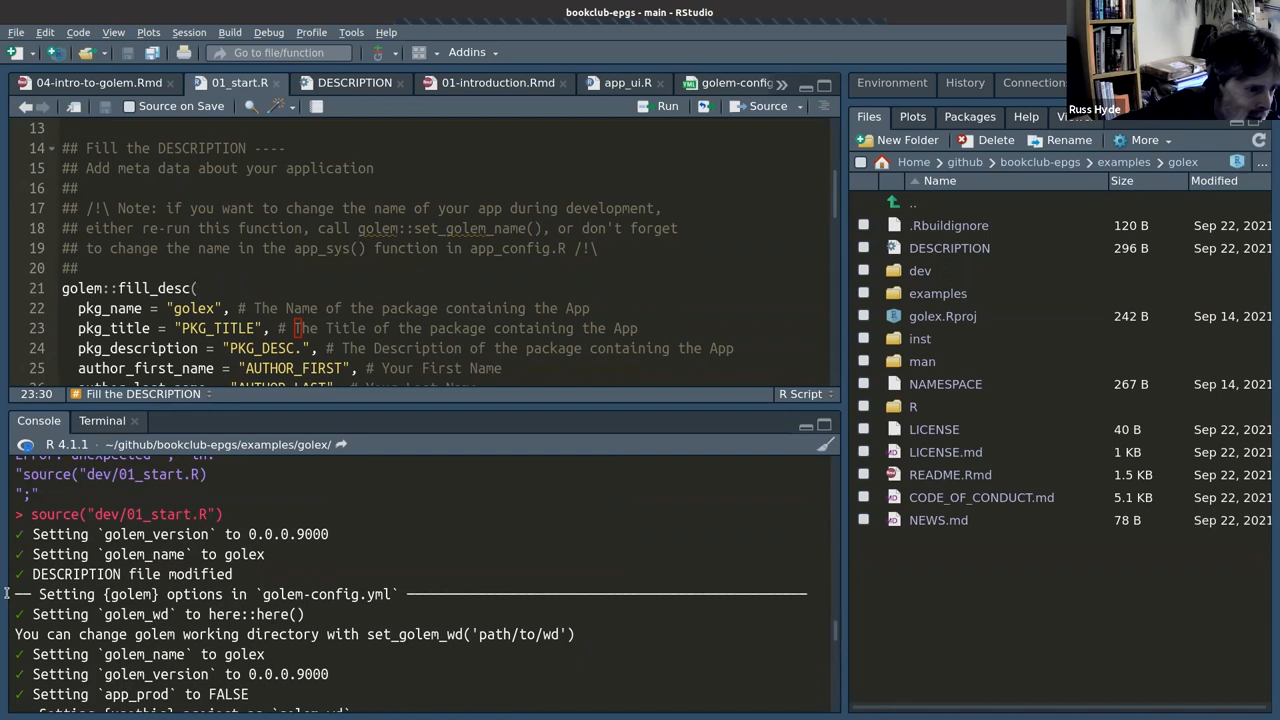 bookclub-epgs - main - RStudio
File Edit Code View Plots Session Build Debug Profile Tools Help
Go to file/function Addins
04-intro-to-golem.Rmd 01_start.R DESCRIPTION 01-introduction.Rmd app_ui.R golem-config
Source on Save Run Source
13
14 ## Fill the DESCRIPTION ----
15 ## Add meta data about your application
16 ##
17 ## /!\ Note: if you want to change the name of your app during development,
18 ## either re-run this function, call golem::set_golem_name(), or don't forget
19 ## to change the name in the app_sys() function in app_config.R /!\
20 ##
21 golem::fill_desc(
22 pkg_name = "golex", # The Name of the package containing the App
23 pkg_title = "PKG_TITLE", # The Title of the package containing the App
24 pkg_description = "PKG_DESC.", # The Description of the package containing the App
25 author_first_name = "AUTHOR_FIRST", # Your First Name
23:30 # Fill the DESCRIPTION R Script
Console Terminal
R 4.1.1 · ~/github/bookclub-epgs/examples/golex/
"source("dev/01_start.R)
";"
> source("dev/01_start.R")
✓ Setting `golem_version` to 0.0.0.9000
✓ Setting `golem_name` to golex
✓ DESCRIPTION file modified
── Setting {golem} options in `golem-config.yml` ──────────
✓ Setting `golem_wd` to here::here()
You can change golem working directory with set_golem_wd('path/to/wd')
✓ Setting `golem_name` to golex
✓ Setting `golem_version` to 0.0.0.9000
✓ Setting `app_prod` to FALSE
Russ Hyde
Environment History Connection
Files Plots Packages Help
New Folder Delete Rename More
Home github bookclub-epgs examples golex ...
Name Size Modified
..
.Rbuildignore 120 B Sep 22, 2021
DESCRIPTION 296 B Sep 22, 2021
dev
examples
golex.Rproj 242 B Sep 14, 2021
inst
man
NAMESPACE 267 B Sep 14, 2021
R
LICENSE 40 B Sep 22, 2021
LICENSE.md 1 KB Sep 22, 2021
README.Rmd 1.5 KB Sep 22, 2021
CODE_OF_CONDUCT.md 5.1 KB Sep 22, 2021
NEWS.md 78 B Sep 22, 2021